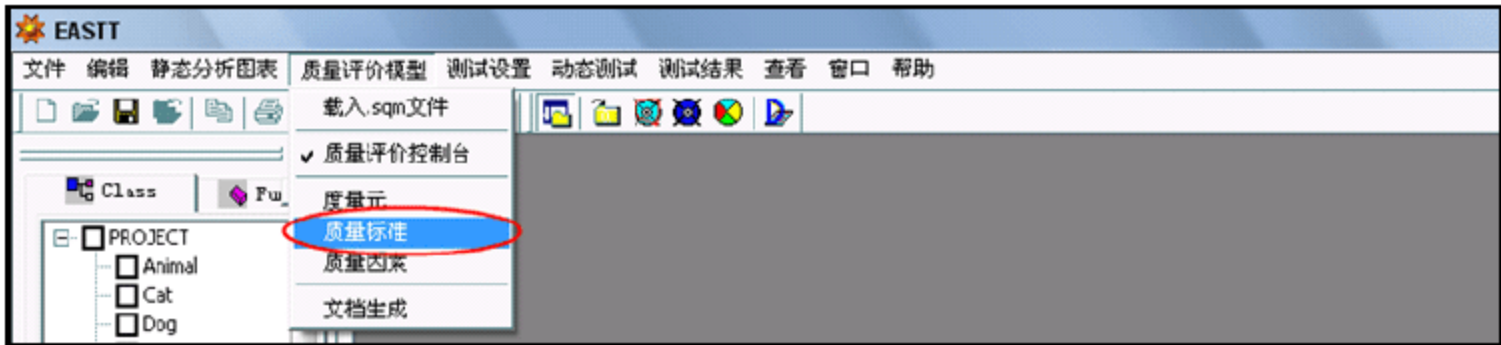 EASTT
文件 编辑 静态分析图表 质量评价模型 测试设置 动态测试 测试结果 查看 窗口 帮助
载入.sqm文件
质量评价控制台
Class
度量元
质量标准
PROJECT
质量因素
Animal
Cat
文档生成
Dog